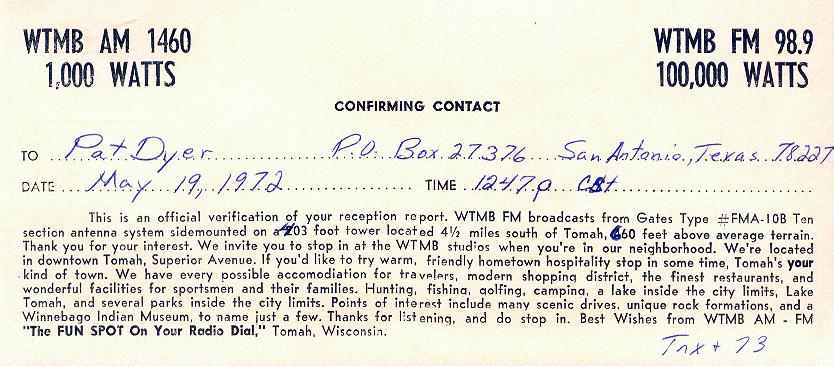 WTMB AM 1460 WTMB FM 98.9
1,000 WATTS 100,000 WATTS
CONFIRMING CONTACT
TO Pat Dyer P.O. Box 27376 San Antonio, Texas 78227
DATE May 19, 1972 TIME 1247p CST
This is an official verification of your reception report. WTMB FM broadcasts from Gates Type #FMA-10B Ten
section antenna system sidemounted on a 403 foot tower located 4½ miles south of Tomah, 660 feet above average terrain.
Thank you for your interest. We invite you to stop in at the WTMB studios when you're in our neighborhood. We're located
in downtown Tomah, Superior Avenue. If you'd like to try warm, friendly hometown hospitality stop in some time, Tomah's your
kind of town. We have every possible accomodiation for travelers, modern shopping district, the finest restaurants, and
wonderful facilities for sportsmen and their families. Hunting, fishing, golfing, camping, a lake inside the city limits, Lake
Tomah, and several parks inside the city limits. Points of interest include many scenic drives, unique rock formations, and a
Winnebago Indian Museum, to name just a few. Thanks for listening, and do stop in. Best Wishes from WTMB AM - FM
"The FUN SPOT On Your Radio Dial," Tomah, Wisconsin.
Tnx + 73